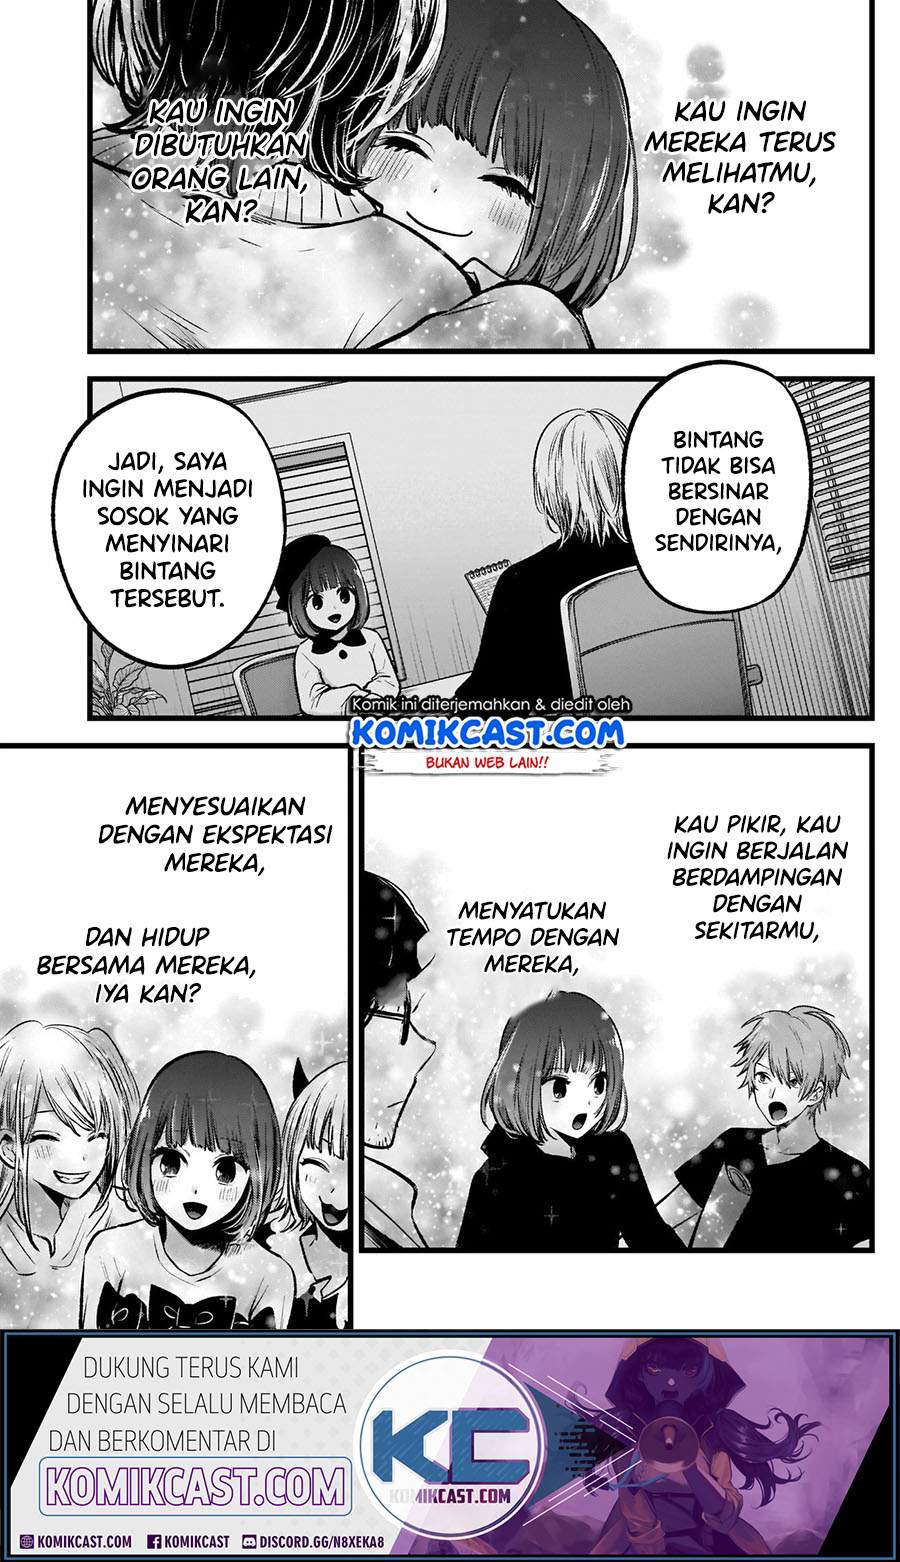 KAU INGIN
MEREKA TERUS
MELIHATMU,
KAN?
KAU INGIN
DIBUTUHKAN
ORANG LAIN,
KAN?
BINTANG
TIDAK BISA
BERSINAR
DENGAN
SENDIRINYA,
JADI, SAYA
INGIN MENJADI
SOSOK YANG
MENYINARI
BINTANG
TERSEBUT.
Komik ini diterjemahkan & diedit oleh
KOMIKCAST.COM
BUKAN WEB LAIN!!
KAU PIKIR, KAU
INGIN BERJALAN
BERDAMPINGAN
DENGAN
SEKITARMU,
MENYATUKAN
TEMPO DENGAN
MEREKA,
MENYESUAIKAN
DENGAN EKSPEKTASI
MEREKA,
DAN HIDUP
BERSAMA MEREKA,
IYA KAN?
DUKUNG TERUS KAMI
DENGAN SELALU MEMBACA
DAN BERKOMENTAR DI
KOMIKCAST.COM
KOMIKCAST.COM
KOMIKCAST.COM
DISCORD.GG/N8XEKA8
KC
KOMIKCAST.COM